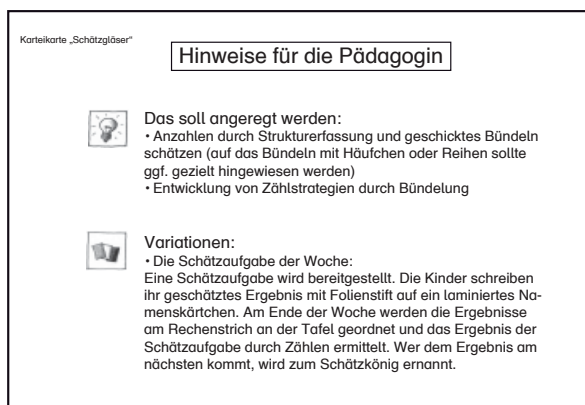 Karteikarte „Schätzgläser"
Hinweise für die Pädagogin
Das soll angeregt werden:
• Anzahlen durch Strukturerfassung und geschicktes Bündeln
schätzen (auf das Bündeln mit Häufchen oder Reihen sollte
ggf. gezielt hingewiesen werden)
• Entwicklung von Zählstrategien durch Bündelung
Variationen:
• Die Schätzaufgabe der Woche:
Eine Schätzaufgabe wird bereitgestellt. Die Kinder schreiben
ihr geschätztes Ergebnis mit Folienstift auf ein laminiertes Na-
menskärtchen. Am Ende der Woche werden die Ergebnisse
am Rechenstrich an der Tafel geordnet und das Ergebnis der
Schätzaufgabe durch Zählen ermittelt. Wer dem Ergebnis am
nächsten kommt, wird zum Schätzkönig ernannt.